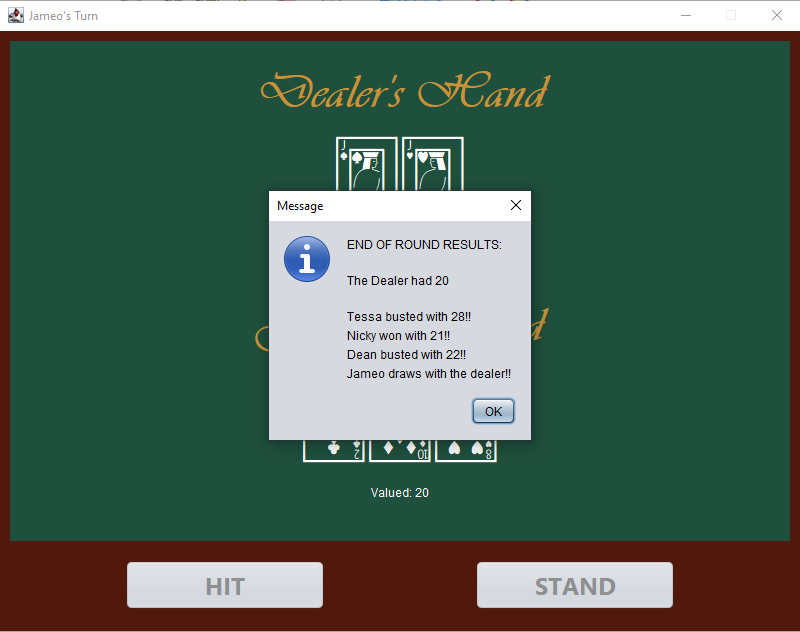 Jameo's Turn
Dealer's Hand
J
J
Message
END OF ROUND RESULTS:
The Dealer had 20
Tessa busted with 28!!
Nicky won with 21!!
Dean busted with 22!!
Jameo draws with the dealer!!
OK
2
10
8
Valued: 20
HIT
STAND